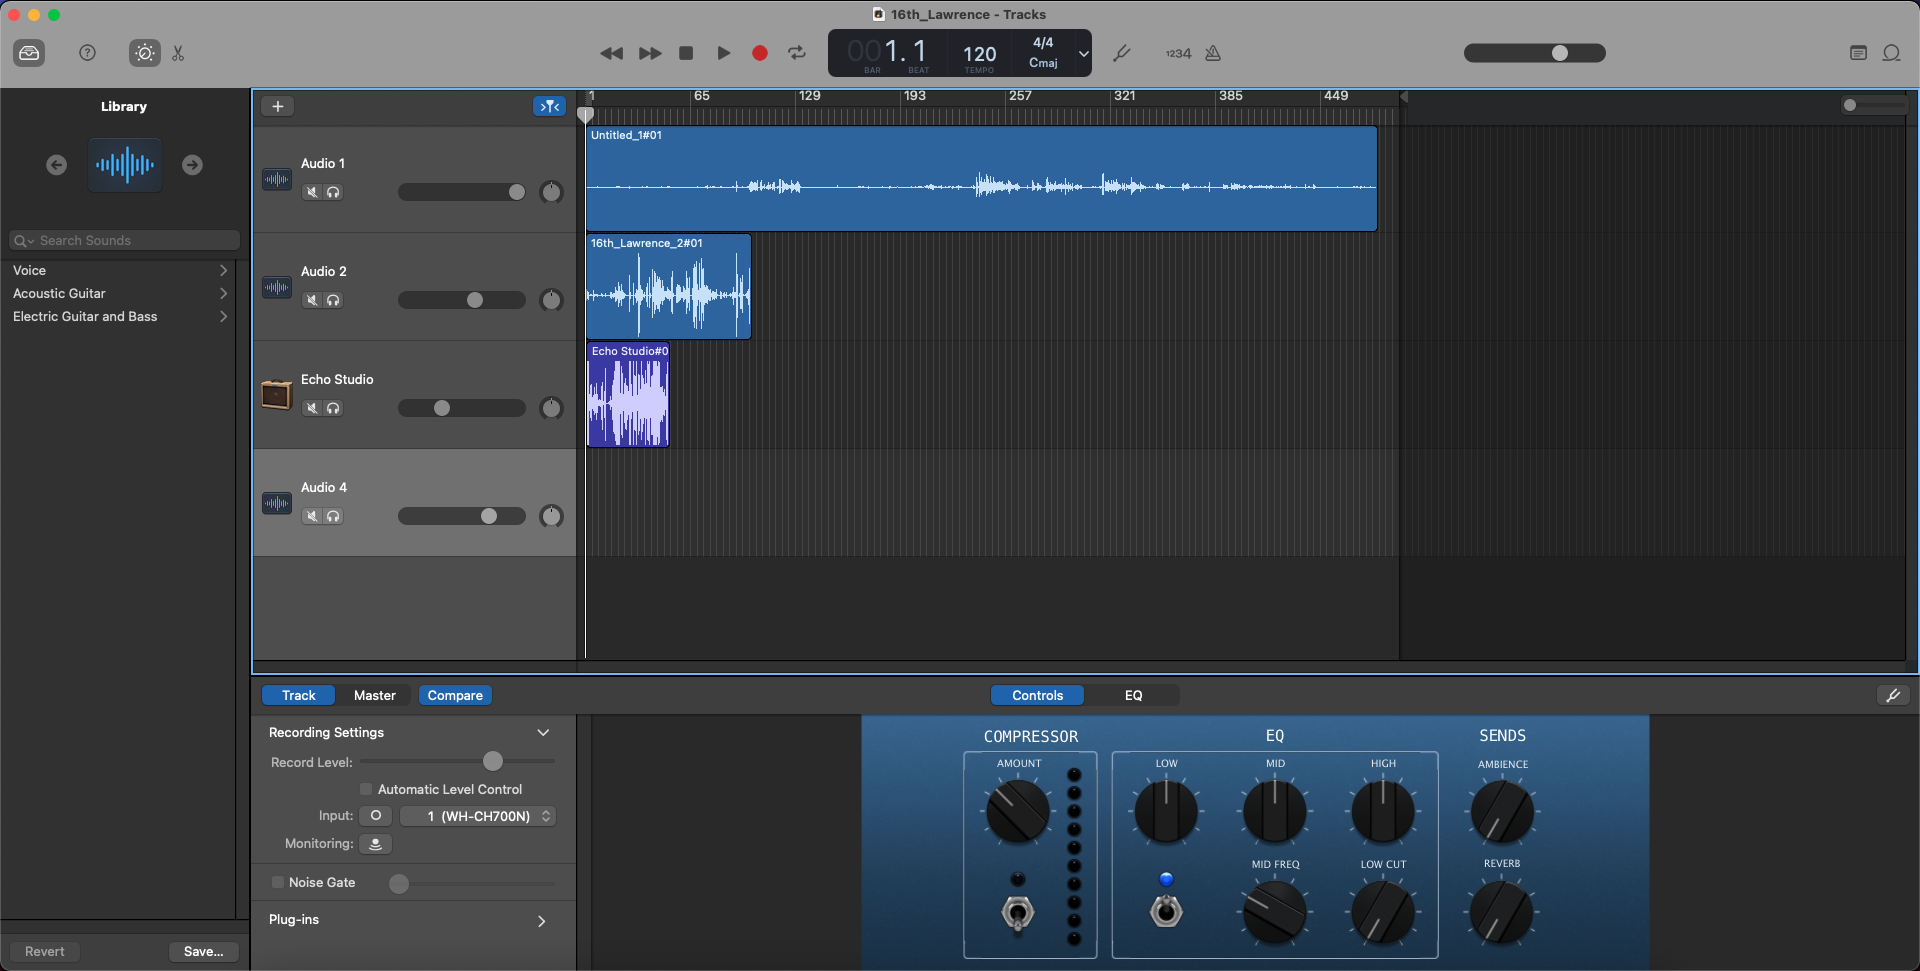 16th_Lawrence - Tracks
001.1
BAR
BEAT
120
TEMPO
4/4
Cmaj
1234
Library
Search Sounds
Voice
Acoustic Guitar
Electric Guitar and Bass
Revert
Save...
+
1
65
129
193
257
321
385
449
Audio 1
Untitled_1#01
Audio 2
16th_Lawrence_2#01
Echo Studio
Echo Studio#0
Audio 4
Track
Master
Compare
Controls
EQ
Recording Settings
Record Level:
Automatic Level Control
Input:
1 (WH-CH700N)
Monitoring:
Noise Gate
Plug-ins
COMPRESSOR
AMOUNT
EQ
LOW
MID
HIGH
MID FREQ
LOW CUT
SENDS
AMBIENCE
REVERB